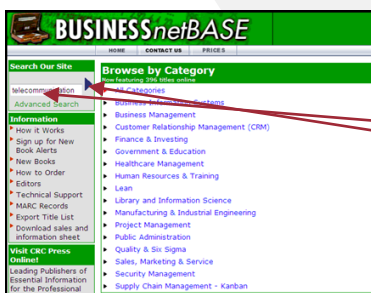 BUSINESSnetBASE
HOME CONTACT US PRICES
Search Our Site
telecommunication
Advanced Search
Information
How it Works
Sign up for New
Book Alerts
New Books
How to Order
Editors
Technical Support
MARC Records
Export Title List
Download sales and
information sheet
Visit CRC Press
Online!
Leading Publishers of
Essential Information
for the Professional
Browse by Category
Now featuring 396 titles online
All Categories
Business Information Systems
Business Management
Customer Relationship Management (CRM)
Finance & Investing
Government & Education
Healthcare Management
Human Resources & Training
Lean
Library and Information Science
Manufacturing & Industrial Engineering
Project Management
Public Administration
Quality & Six Sigma
Sales, Marketing & Service
Security Management
Supply Chain Management - Kanban